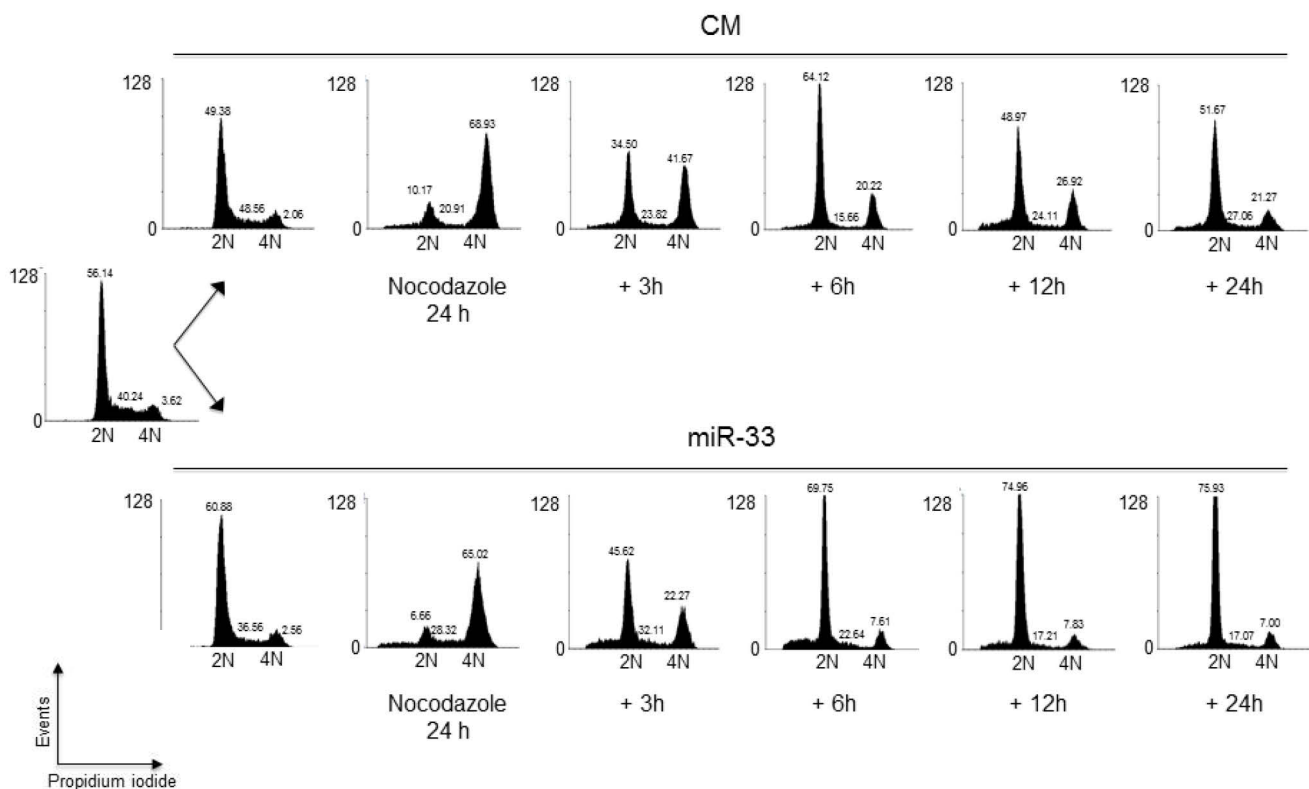 CM
128
49.38
48.56
2.06
0
2N 4N
128
68.93
10.17
20.91
0
2N 4N
Nocodazole
24 h
128
34.50
41.67
23.82
0
2N 4N
+ 3h
64.12
128
20.22
15.66
0
2N 4N
+ 6h
128
48.97
26.92
24.11
0
2N 4N
+ 12h
128
51.67
21.27
27.06
0
2N 4N
+ 24h
128
56.14
40.24
3.62
0
2N 4N
miR-33
128
60.88
36.56
2.56
2N 4N
128
65.02
6.66
28.32
0
2N 4N
Nocodazole
24 h
128
45.62
22.27
32.11
0
2N 4N
+ 3h
69.75
128
7.61
22.64
0
2N 4N
+ 6h
74.96
128
7.83
17.21
0
2N 4N
+ 12h
75.93
128
7.00
17.07
0
2N 4N
+ 24h
Events
Propidium iodide